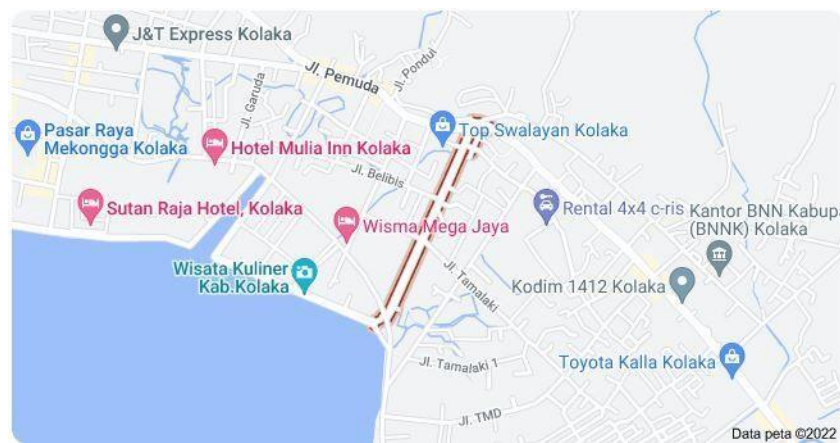 J&T Express Kolaka
Jl. Pondui
Jl. Pemuda
Jl. Garuda
Top Swalayan Kolaka
Pasar Raya
Mekongga Kolaka
Hotel Mulia Inn Kolaka
Jl. Belibis
Sutan Raja Hotel, Kolaka
Rental 4x4 c-ris
Kantor BNN Kabupa
(BNNK) Kolaka
Wisma Mega Jaya
Wisata Kuliner
Kab.Kolaka
Jl. Tamalaki
Kodim 1412 Kolaka
Jl. Tamalaki 1
Toyota Kalla Kolaka
Jl. TMD
Data peta ©2022